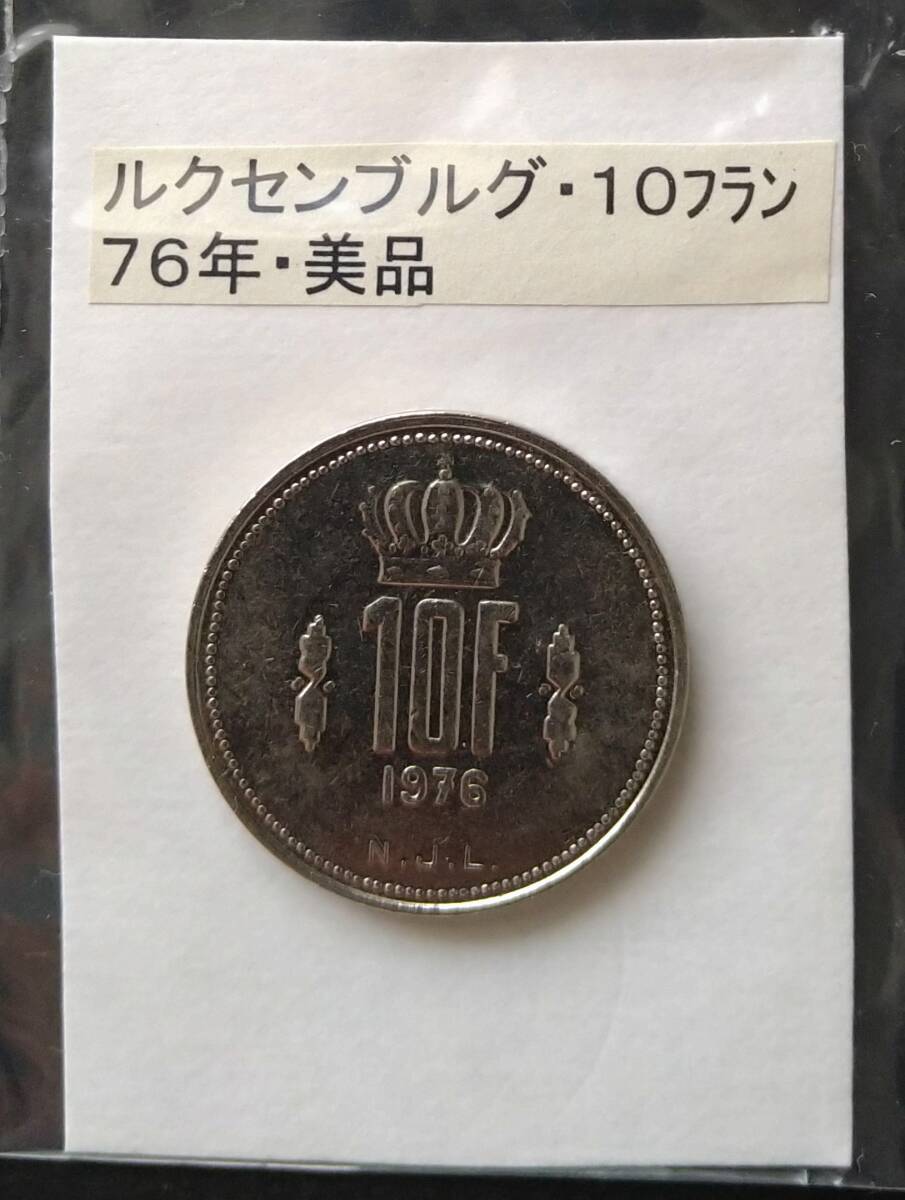 ルクセンブルグ・１０ﾌﾗﾝ
７６年・美品
10F
1976
N.J.L.